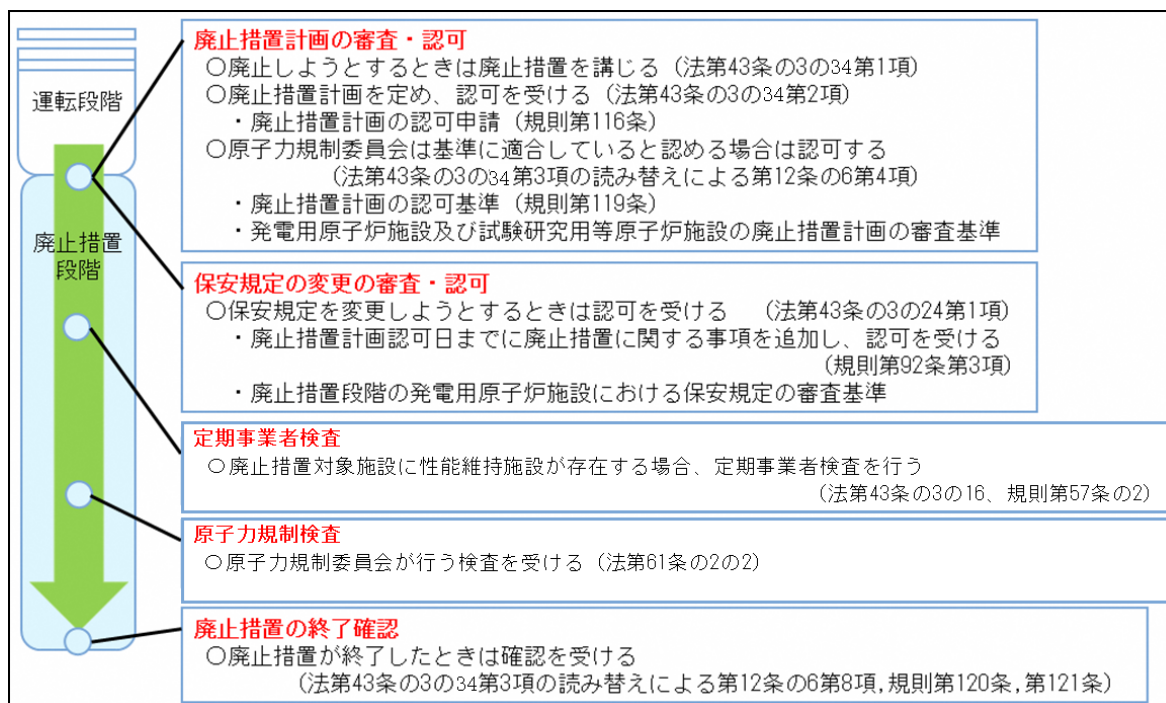 運転段階
廃止措置
段階
廃止措置計画の審査・認可
〇廃止しようとするときは廃止措置を講じる（法第43条の3の34第1項）
〇廃止措置計画を定め、認可を受ける（法第43条の3の34第2項）
・廃止措置計画の認可申請（規則第116条）
〇原子力規制委員会は基準に適合していると認める場合は認可する
（法第43条の3の34第3項の読み替えによる第12条の6第4項）
・廃止措置計画の認可基準（規則第119条）
・発電用原子炉施設及び試験研究用等原子炉施設の廃止措置計画の審査基準
保安規定の変更の審査・認可
〇保安規定を変更しようとするときは認可を受ける　（法第43条の3の24第1項）
・廃止措置計画認可日までに廃止措置に関する事項を追加し、認可を受ける
（規則第92条第3項）
・廃止措置段階の発電用原子炉施設における保安規定の審査基準
定期事業者検査
〇廃止措置対象施設に性能維持施設が存在する場合、定期事業者検査を行う
（法第43条の3の16、規則第57条の2）
原子力規制検査
〇原子力規制委員会が行う検査を受ける（法第61条の2の2）
廃止措置の終了確認
〇廃止措置が終了したときは確認を受ける
（法第43条の3の34第3項の読み替えによる第12条の6第8項,規則第120条,第121条）